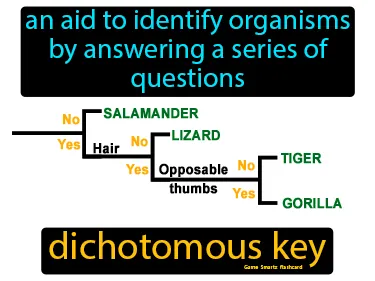 an aid to identify organisms
by answering a series of
questions
No
SALAMANDER
Yes
Hair
No
LIZARD
Yes
Opposable
thumbs
No
TIGER
Yes
GORILLA
dichotomous key
Game Smartz flashcard